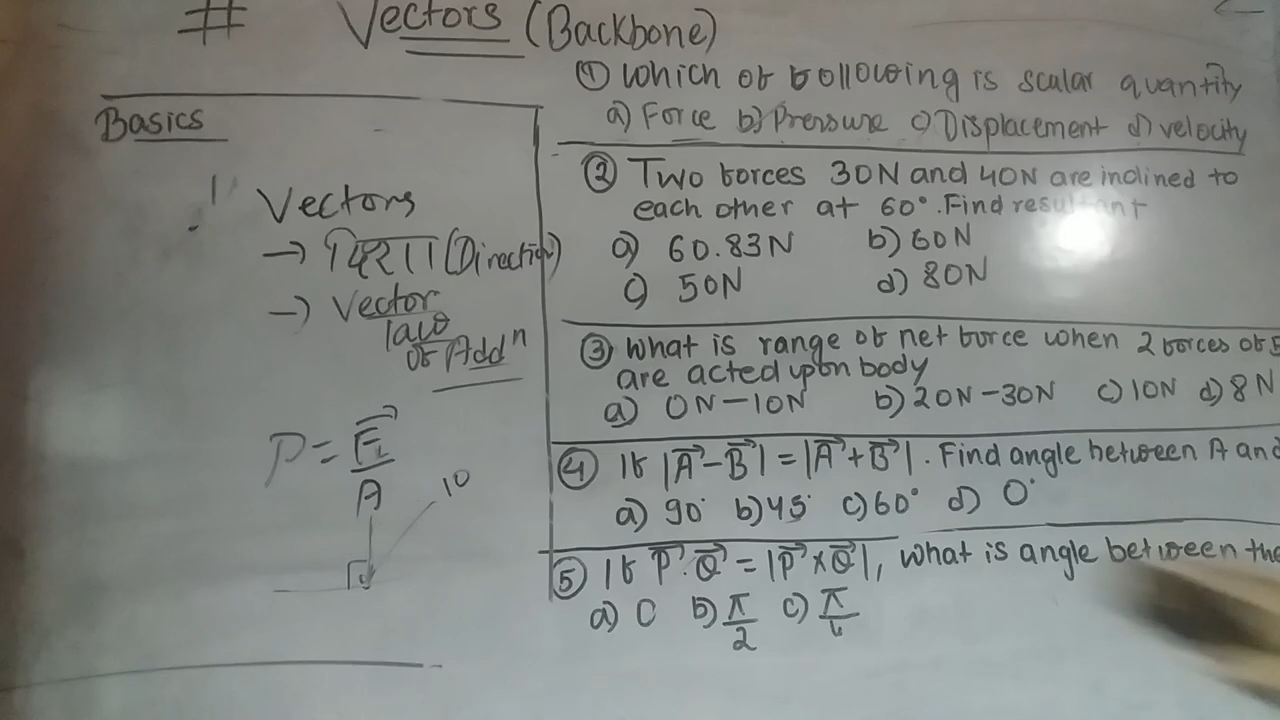 # Vectors (Backbone)
Basics
! Vectors
→ दिशा (Direction)
→ Vector
law
of Addⁿ
P = F⊥
A
10
① Which of following is scalar quantity
a) Force b) Pressure c) Displacement d) velocity
② Two forces 30N and 40N are inclined to
each other at 60°. Find resultant
a) 60.83N b) 60N
c) 50N d) 80N
③ What is range of net force when 2 forces of 5
are acted upon body
a) 0N-10N b) 20N-30N c) 10N d) 8N
④ If |A⃗-B⃗| = |A⃗+B⃗|. Find angle between A and
a) 90° b) 45° c) 60° d) 0°
⑤ If P⃗.Q⃗ = |P⃗×Q⃗|, what is angle between the
a) 0 b) π/2 c) π/4